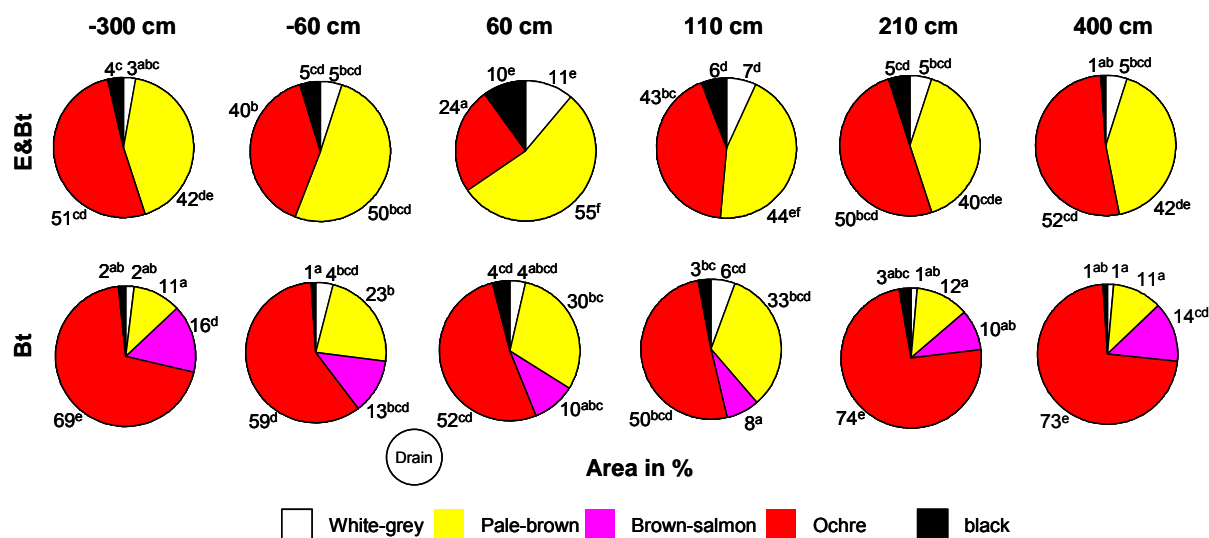 -300 cm -60 cm 60 cm 110 cm 210 cm 400 cm
E&Bt
4ᶜ 3ᵃᵇᶜ 42ᵈᵉ 51ᶜᵈ
5ᶜᵈ 5ᵇᶜᵈ 50ᵇᶜᵈ 40ᵇ
10ᵉ 11ᵉ 55ᶠ 24ᵃ
6ᵈ 7ᵈ 44ᵉᶠ 43ᵇᶜ
5ᶜᵈ 5ᵇᶜᵈ 40ᶜᵈᵉ 50ᵇᶜᵈ
1ᵃᵇ 5ᵇᶜᵈ 42ᵈᵉ 52ᶜᵈ
Bt
2ᵃᵇ 2ᵃᵇ 11ᵃ 16ᵈ 69ᵉ
1ᵃ 4ᵇᶜᵈ 23ᵇ 13ᵇᶜᵈ 59ᵈ
4ᶜᵈ 4ᵃᵇᶜᵈ 30ᵇᶜ 10ᵃᵇᶜ 52ᶜᵈ
3ᵇᶜ 6ᶜᵈ 33ᵇᶜᵈ 8ᵃ 50ᵇᶜᵈ
3ᵃᵇᶜ 1ᵃᵇ 12ᵃ 10ᵃᵇ 74ᵉ
1ᵃᵇ 1ᵃ 11ᵃ 14ᶜᵈ 73ᵉ
Drain
Area in %
White-grey Pale-brown Brown-salmon Ochre black